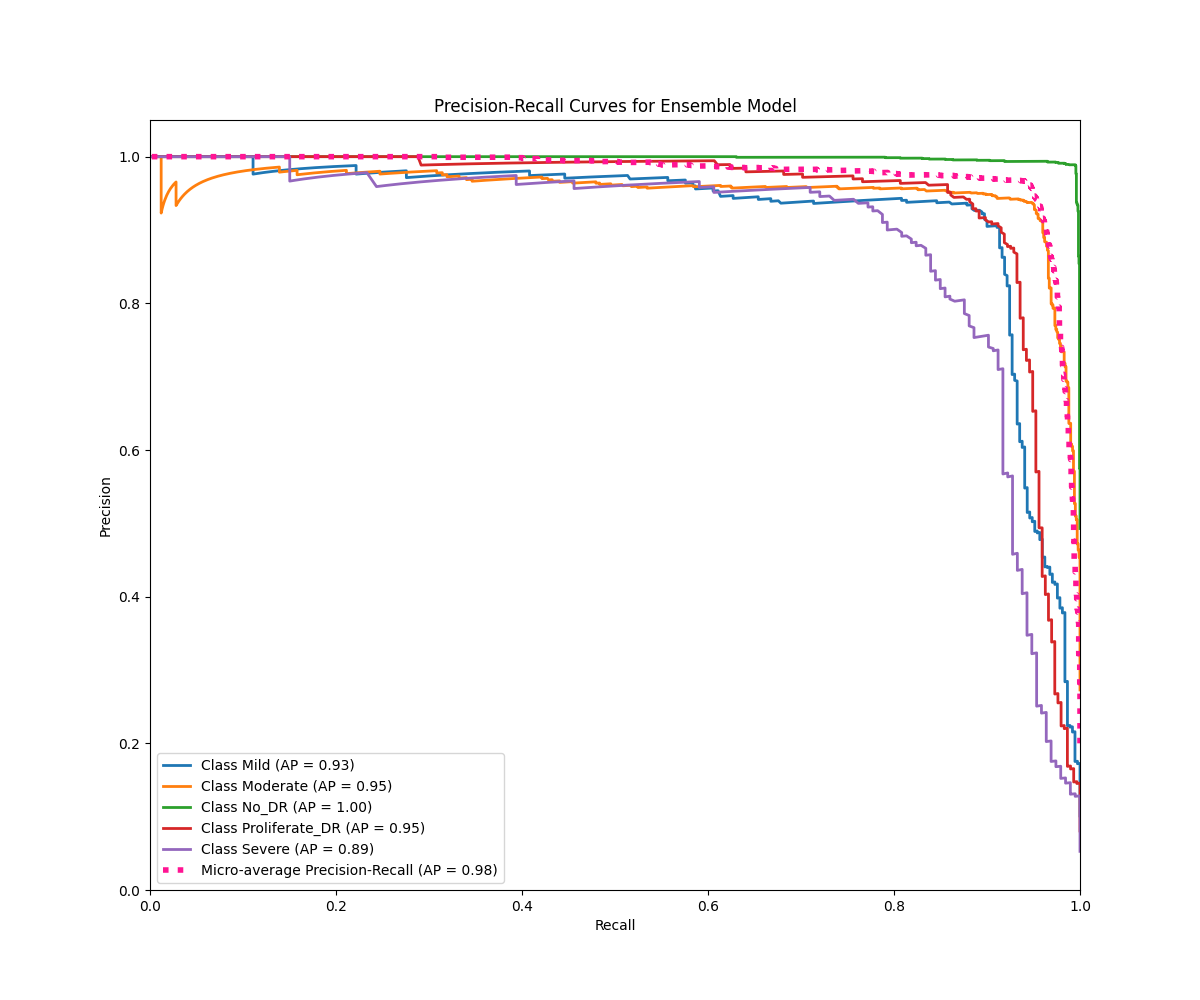 Precision-Recall Curves for Ensemble Model
1.0
0.8
0.6
0.4
0.2
0.0
Precision
Class Mild (AP = 0.93)
Class Moderate (AP = 0.95)
Class No_DR (AP = 1.00)
Class Proliferate_DR (AP = 0.95)
Class Severe (AP = 0.89)
Micro-average Precision-Recall (AP = 0.98)
0.0 0.2 0.4 0.6 0.8 1.0
Recall